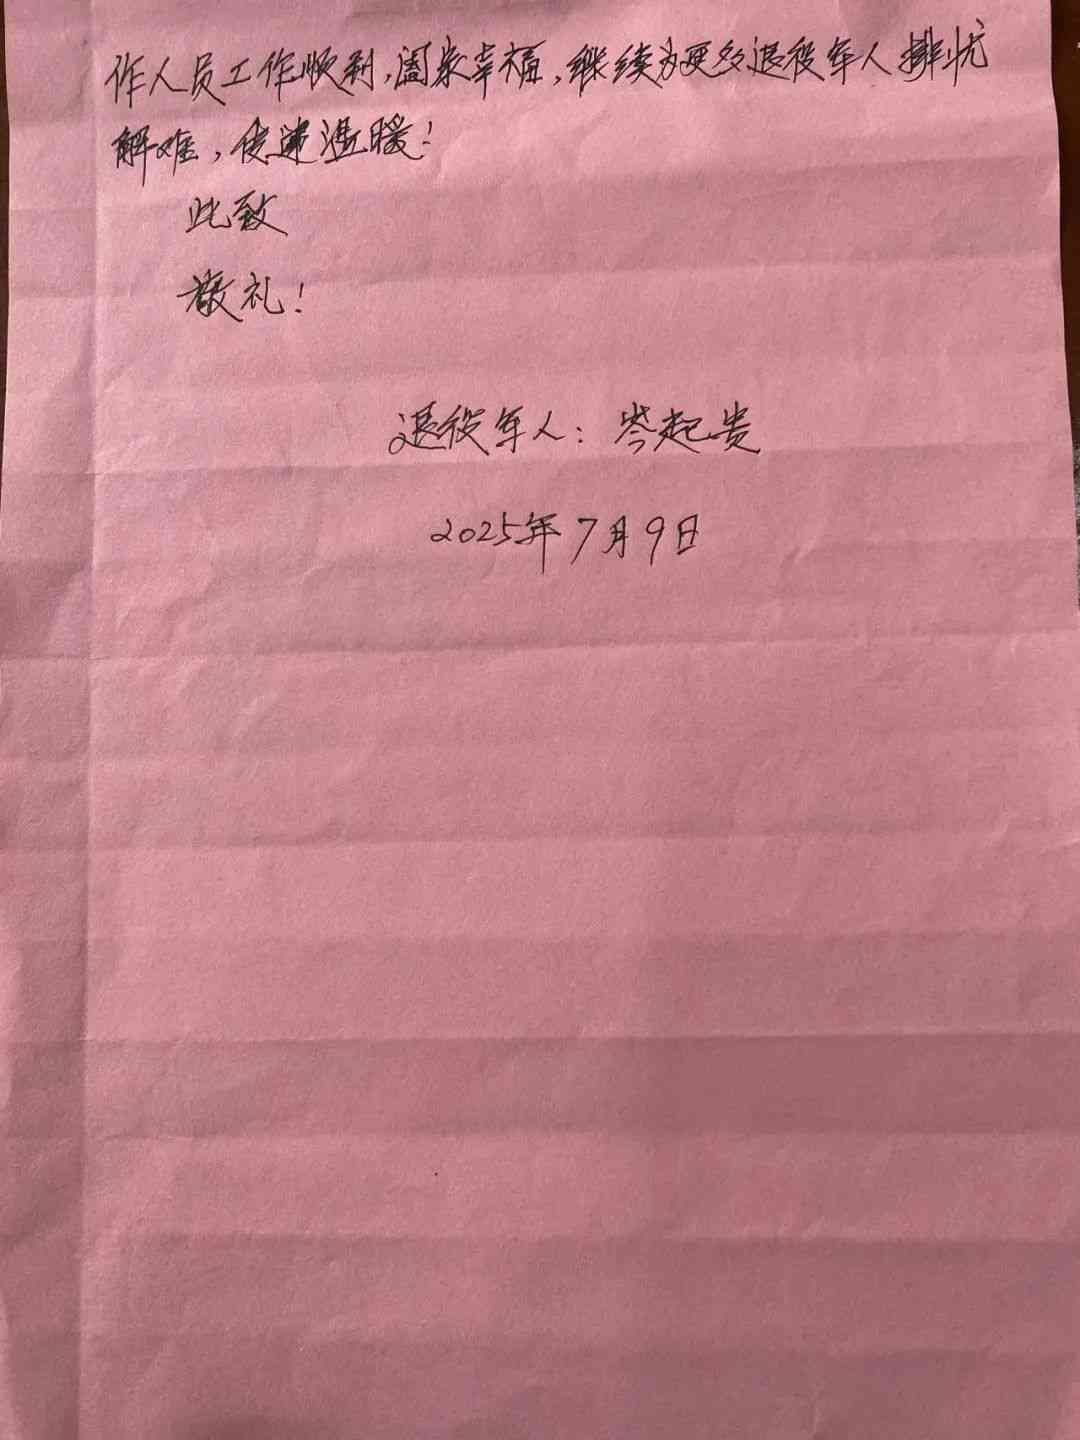 作人员工作顺利,阖家幸福,继续为更多退役军人排忧
解难,传递温暖!
此致
敬礼!
退役军人:岑起贵
2025年7月9日